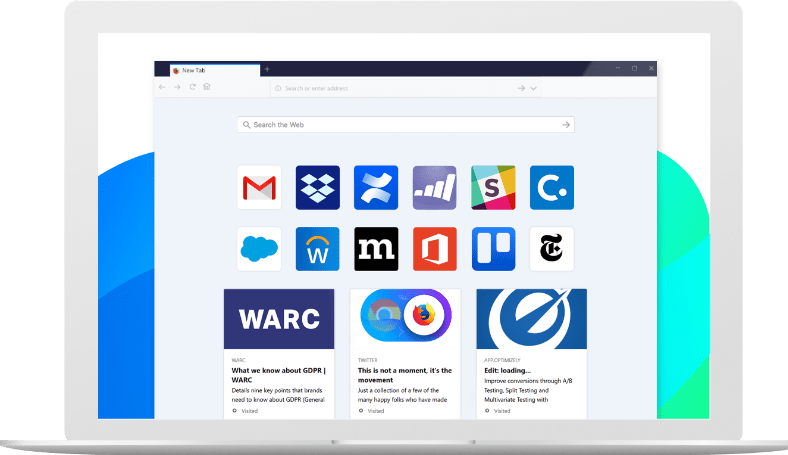 New Tab
Search or enter address
Search the Web
S
C.
W
m
T
WARC
WARC
What we know about GDPR |
WARC
Details nine key points that brands
need to know about GDPR (General
Visited
TWITTER
This is not a moment, it's the
movement
Just a collection of a few of the
many happy folks who have made
Visited
APP.OPTIMIZELY
Edit: loading...
Improve conversions through A/B
Testing, Split Testing and
Multivariate Testing with
Visited